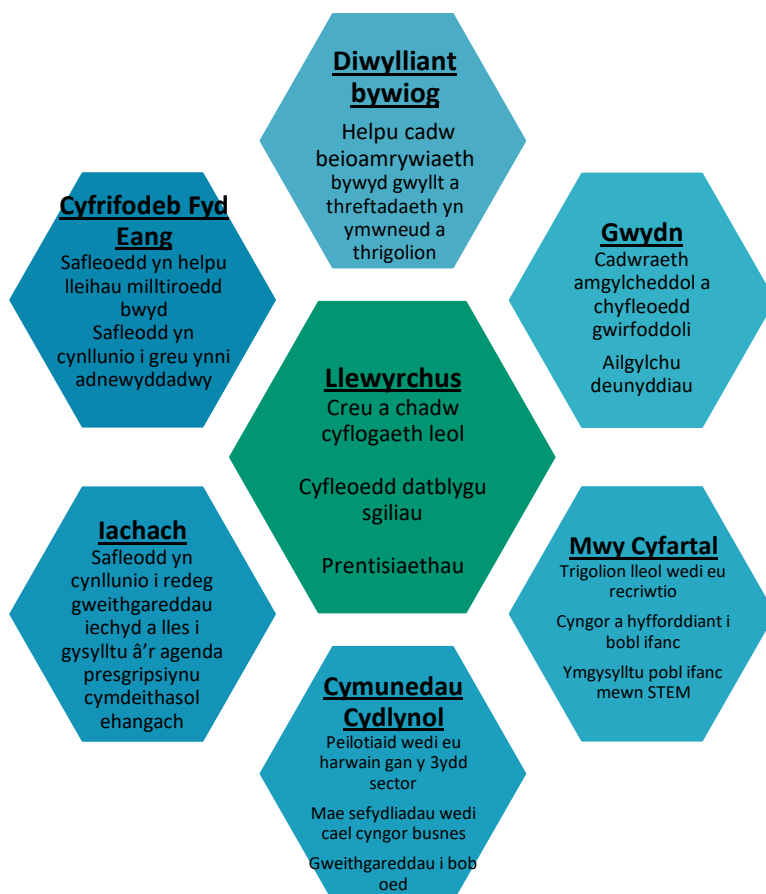 Diwylliant
bywiog
Helpu cadw
beioamrywiaeth
bywyd gwyllt a
threftadaeth yn
ymwneud a
thrigolion
Cyfrifodeb Fyd
Eang
Safleoedd yn helpu
lleihau milltiroedd
bwyd
Safleodd yn
cynllunio i greu ynni
adnewyddadwy
Gwydn
Cadwraeth
amgylcheddol a
chyfleoedd
gwirfoddoli
Ailgylchu
deunyddiau
Llewyrchus
Creu a chadw
cyflogaeth leol
Cyfleoedd datblygu
sgiliau
Prentisiaethau
Iachach
Safleodd yn
cynllunio i redeg
gweithgareddau
iechyd a lles i
gysylltu â’r agenda
presgripsiynu
cymdeithasol
ehangach
Mwy Cyfartal
Trigolion lleol wedi eu
recriwtio
Cyngor a hyfforddiant i
bobl ifanc
Ymgysylltu pobl ifanc
mewn STEM
Cymunedau
Cydlynol
Peilotiaid wedi eu
harwain gan y 3ydd
sector
Mae sefydliadau wedi
cael cyngor busnes
Gweithgareddau i bob
oed